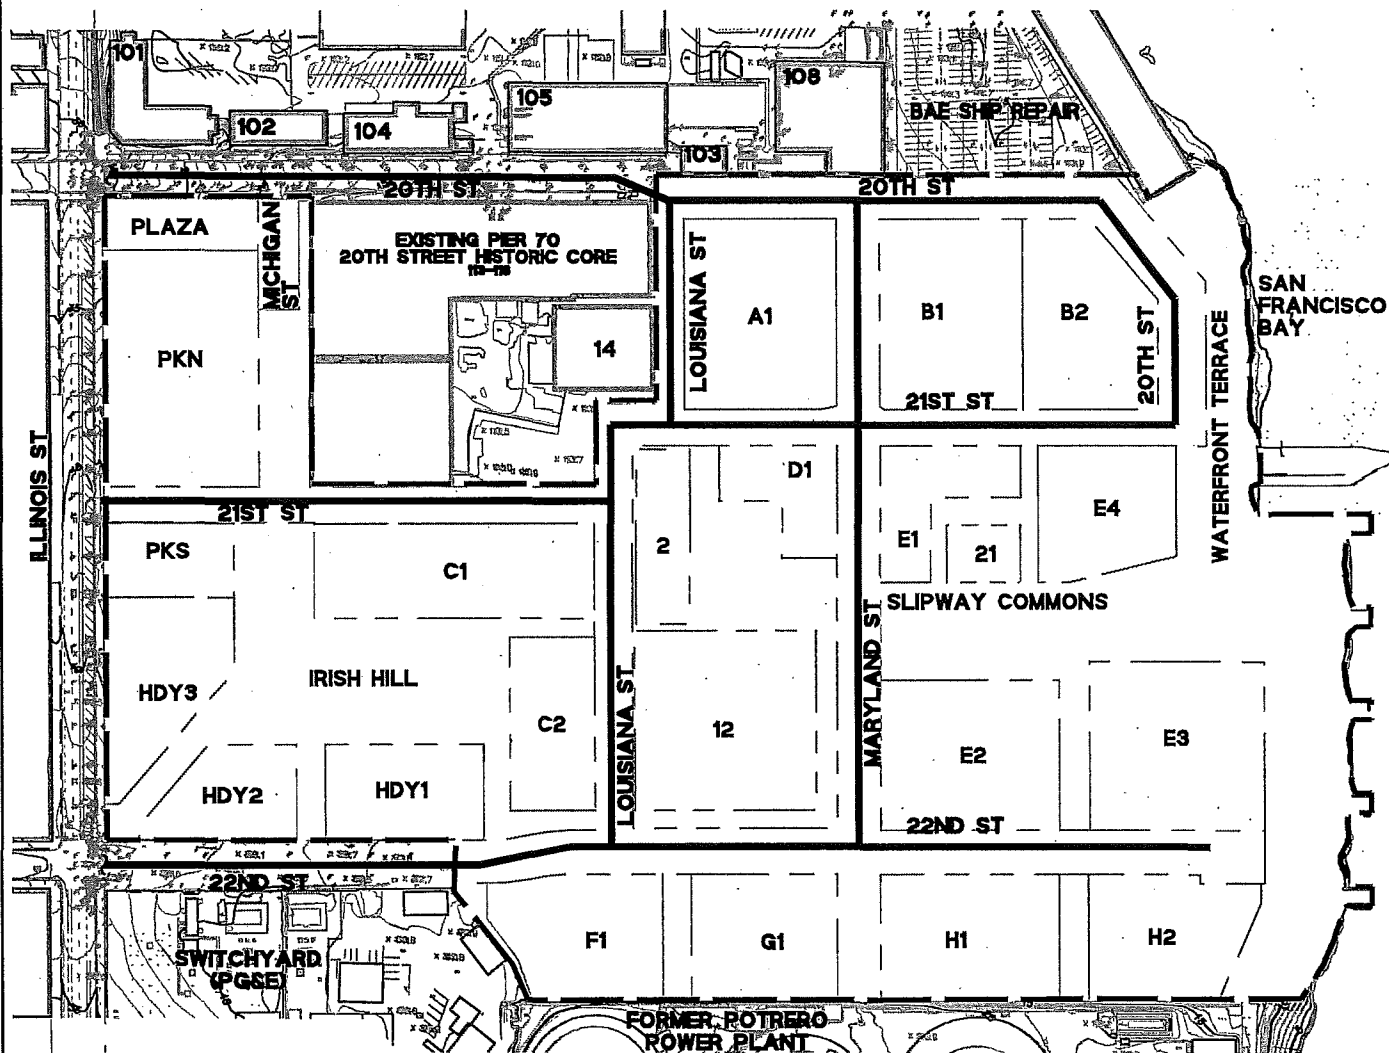 101
102
104
105
103
108
BAE SHIP REPAIR
20TH ST
20TH ST
PLAZA
MICHIGAN
ST
EXISTING PIER 70
20TH STREET HISTORIC CORE
113-116
LOUISIANA ST
A1
B1
B2
20TH ST
SAN
FRANCISCO
BAY
WATERFRONT TERRACE
PKN
14
21ST ST
ILLINOIS ST
21ST ST
PKS
C1
2
D1
E1
21
E4
SLIPWAY COMMONS
MARYLAND ST
IRISH HILL
HDY3
C2
LOUISIANA ST
12
E2
E3
HDY2
HDY1
22ND ST
22ND ST
SWITCHYARD
(PG&E)
F1
G1
H1
H2
FORMER POTRERO
POWER PLANT